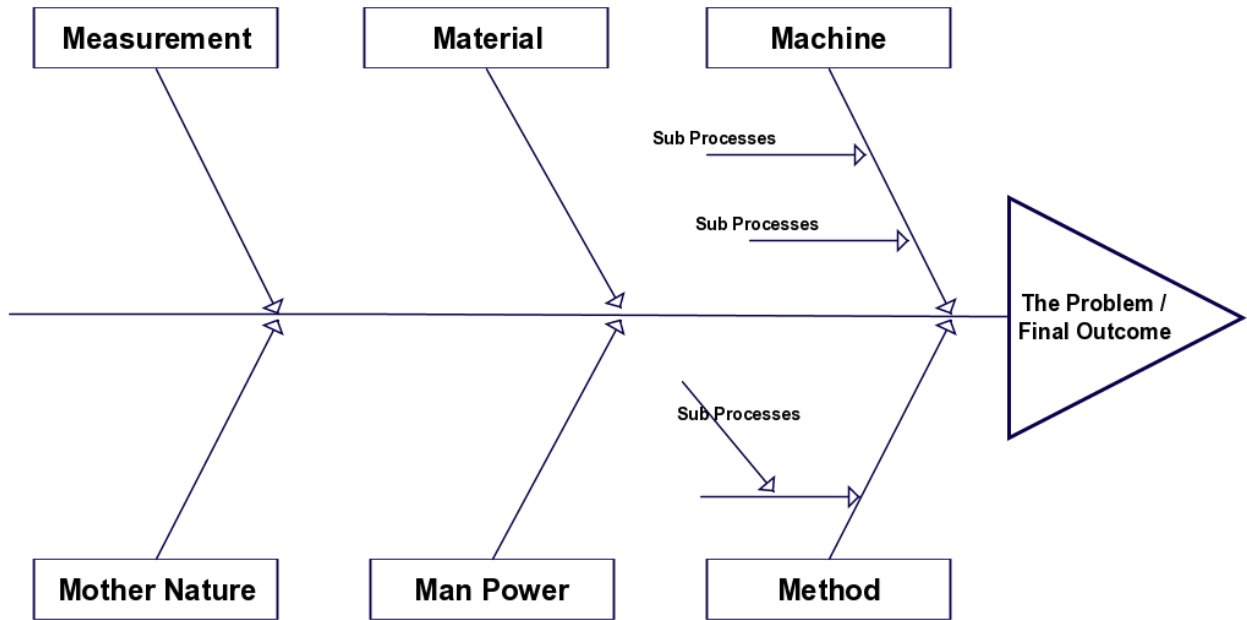 Measurement
Material
Machine
Sub Processes
Sub Processes
The Problem /
Final Outcome
Sub Processes
Mother Nature
Man Power
Method